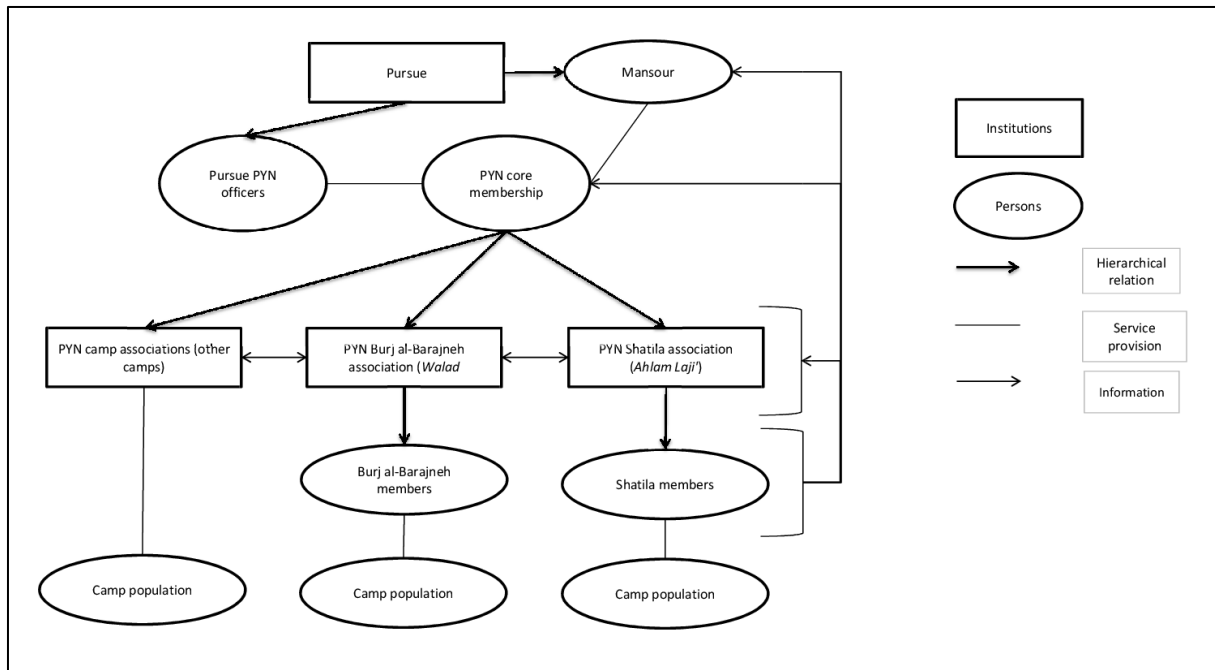 Pursue
Mansour
Institutions
Pursue PYN
officers
PYN core
membership
Persons
Hierarchical
relation
Service
provision
PYN camp associations (other
camps)
PYN Burj al-Barajneh
association (Walad
PYN Shatila association
(Ahlam Laji')
Information
Burj al-Barajneh
members
Shatila members
Camp population
Camp population
Camp population